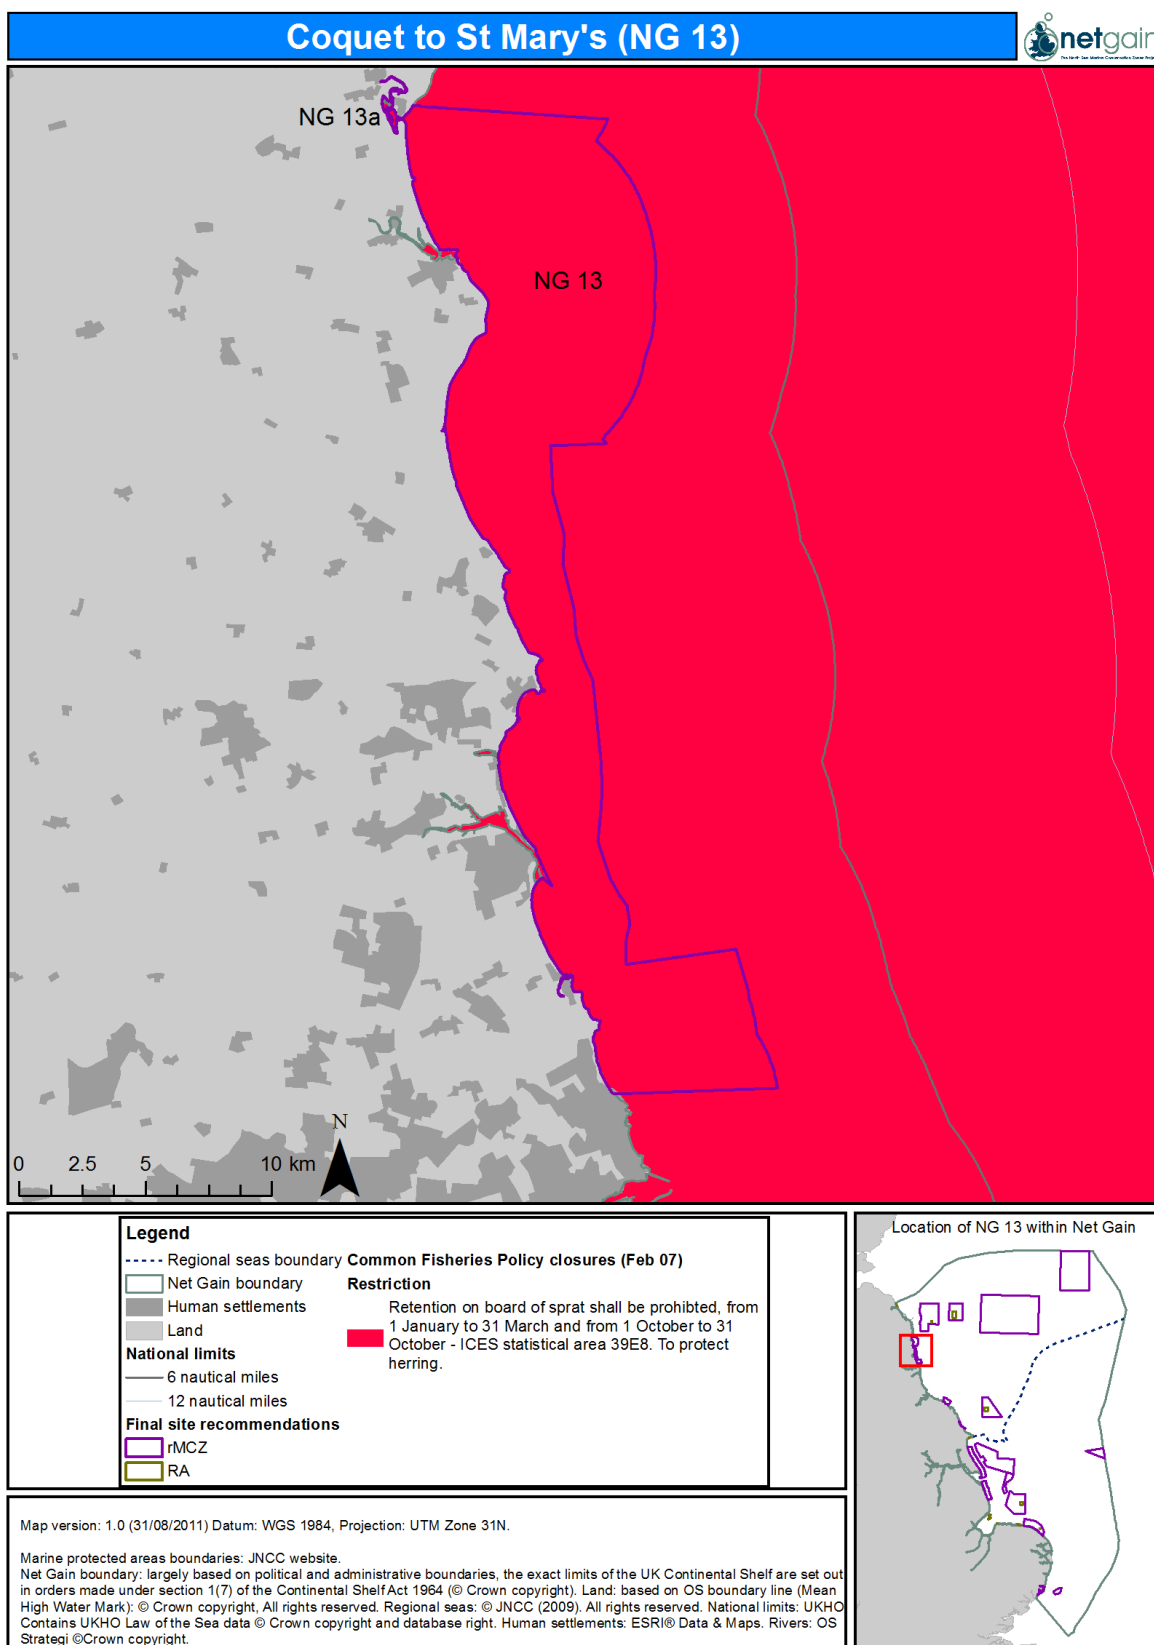 Coquet to St Mary's (NG 13)
netgain
The North Sea Marine Conservation Zones Project
NG 13a
NG 13
N
0 2.5 5 10 km
Legend
Regional seas boundary
Net Gain boundary
Human settlements
Land
National limits
6 nautical miles
12 nautical miles
Final site recommendations
rMCZ
RA
Common Fisheries Policy closures (Feb 07)
Restriction
Retention on board of sprat shall be prohibted, from
1 January to 31 March and from 1 October to 31
October - ICES statistical area 39E8. To protect
herring.
Location of NG 13 within Net Gain
Map version: 1.0 (31/08/2011) Datum: WGS 1984, Projection: UTM Zone 31N.
Marine protected areas boundaries: JNCC website.
Net Gain boundary: largely based on political and administrative boundaries, the exact limits of the UK Continental Shelf are set out
in orders made under section 1(7) of the Continental Shelf Act 1964 (© Crown copyright). Land: based on OS boundary line (Mean
High Water Mark): © Crown copyright, All rights reserved. Regional seas: © JNCC (2009). All rights reserved. National limits: UKHO
Contains UKHO Law of the Sea data © Crown copyright and database right. Human settlements: ESRI® Data & Maps. Rivers: OS
Strategi ©Crown copyright.